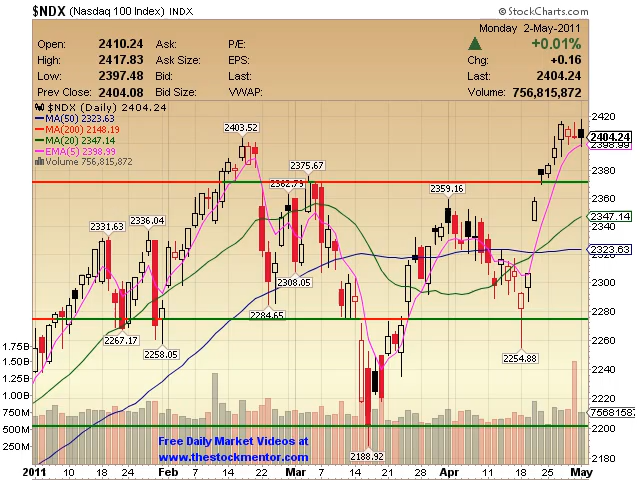 $NDX (Nasdaq 100 Index) INDX © StockCharts.com
Monday 2-May-2011
Open: 2410.24 Ask: P/E: +0.01%
High: 2417.83 Ask Size: EPS: Chg: +0.16
Low: 2397.48 Bid: Last: Last: 2404.24
Prev Close: 2404.08 Bid Size: VWAP: Volume: 756,815,872
$NDX (Daily) 2404.24
MA(50) 2323.63
MA(200) 2148.19
MA(20) 2347.14
EMA(5) 2398.99
Volume 756,815,872
2403.52
2375.67
2362.79
2359.16
2331.63
2336.04
2308.05
2284.65
2267.17
2258.05
2254.88
2188.92
2420
2404.24
2398.99
2380
2360
2347.14
2323.63
2300
2280
2260
2240
2220
2200
2180
75681587
1.75B
1.50B
1.25B
1.00B
750M
500M
250M
Free Daily Market Videos at
www.thestockmentor.com
2011 10 18 24 Feb 7 14 22 Mar 7 14 21 28 Apr 11 18 25 May